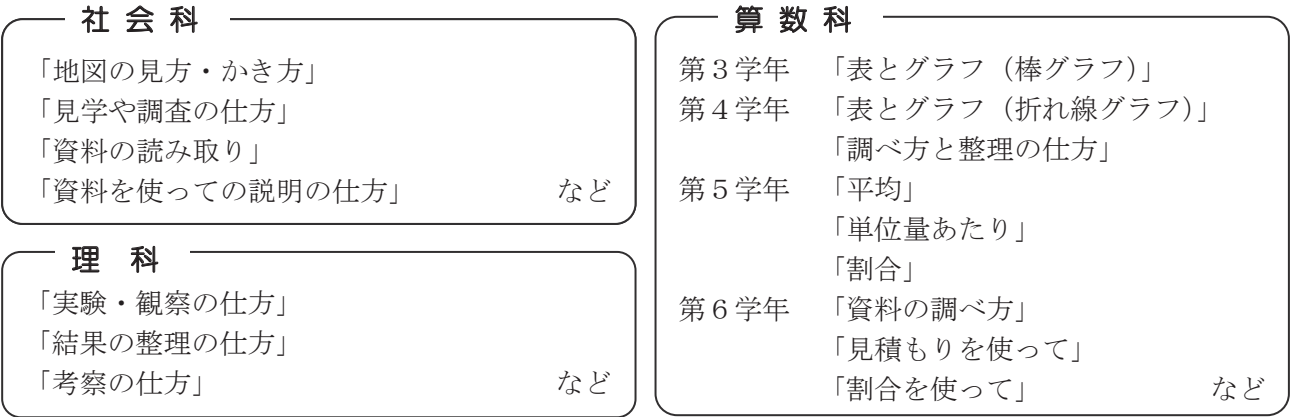 社会科
「地図の見方・かき方」
「見学や調査の仕方」
「資料の読み取り」
「資料を使っての説明の仕方」 など
理科
「実験・観察の仕方」
「結果の整理の仕方」
「考察の仕方」 など
算数科
第3学年 「表とグラフ（棒グラフ）」
第4学年 「表とグラフ（折れ線グラフ）」
「調べ方と整理の仕方」
第5学年 「平均」
「単位量あたり」
「割合」
第6学年 「資料の調べ方」
「見積もりを使って」
「割合を使って」 など